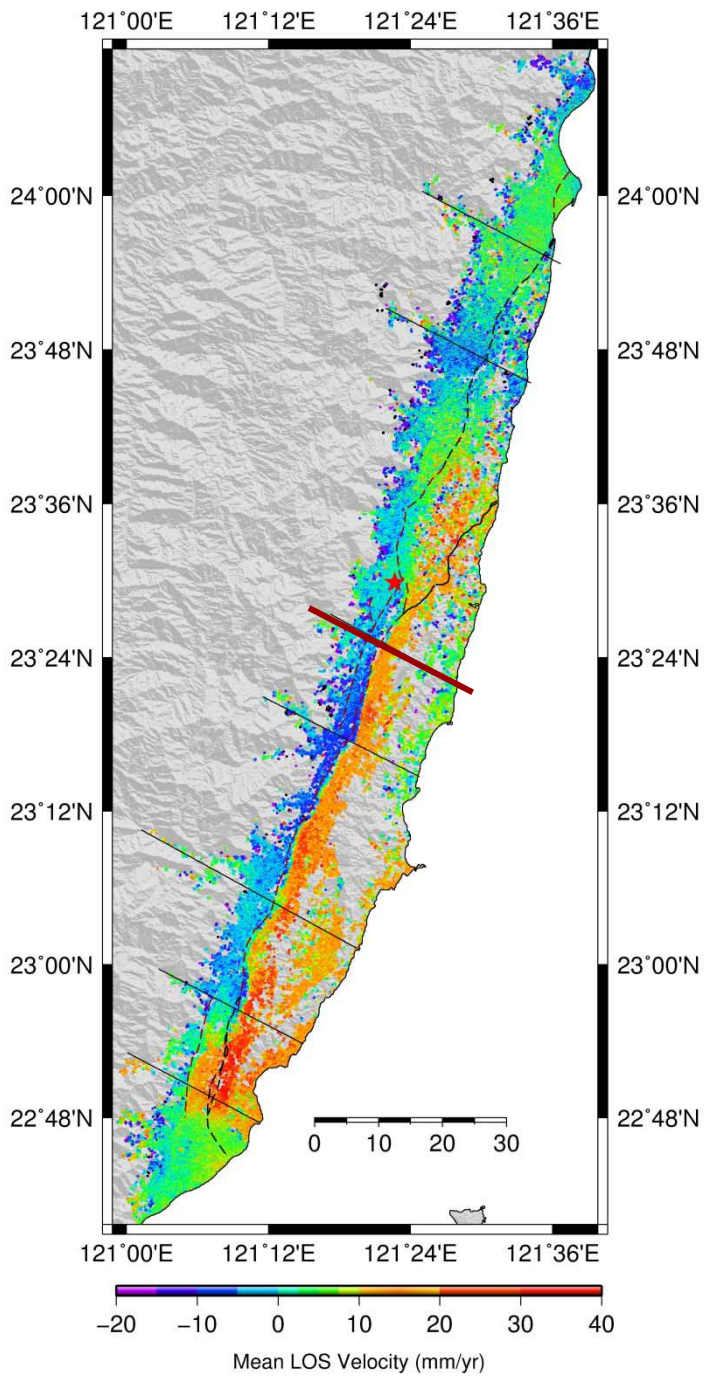 121˚00'E 121˚12'E 121˚24'E 121˚36'E
24˚00'N 24˚00'N
23˚48'N 23˚48'N
23˚36'N 23˚36'N
23˚24'N 23˚24'N
23˚12'N 23˚12'N
23˚00'N 23˚00'N
22˚48'N 22˚48'N
0 10 20 30
121˚00'E 121˚12'E 121˚24'E 121˚36'E
−20 −10 0 10 20 30 40
Mean LOS Velocity (mm/yr)